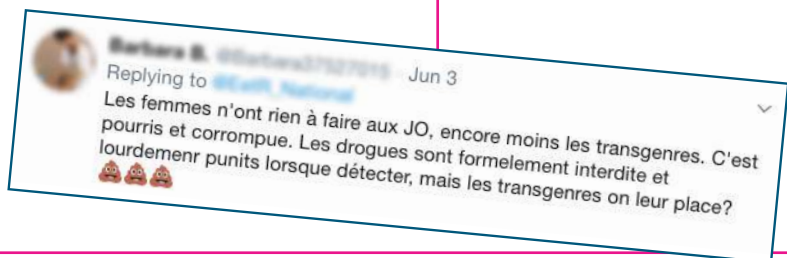 Jun 3
Replying to
Les femmes n'ont rien à faire aux JO, encore moins les transgenres. C'est
pourris et corrompue. Les drogues sont formelement interdite et
lourdemenr punits lorsque détecter, mais les transgenres on leur place?
💩💩💩